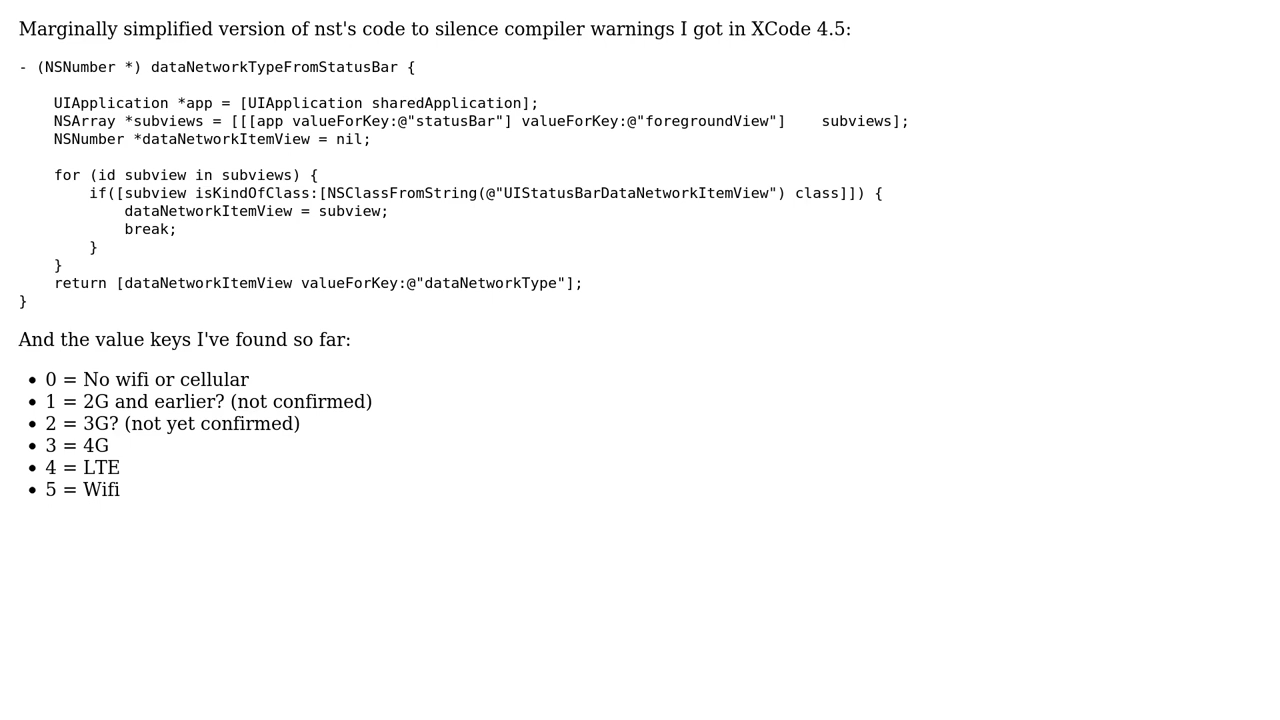 Marginally simplified version of nst's code to silence compiler warnings I got in XCode 4.5:
- (NSNumber *) dataNetworkTypeFromStatusBar {
    UIApplication *app = [UIApplication sharedApplication];
    NSArray *subviews = [[[app valueForKey:@"statusBar"] valueForKey:@"foregroundView"]    subviews];
    NSNumber *dataNetworkItemView = nil;
    for (id subview in subviews) {
        if([subview isKindOfClass:[NSClassFromString(@"UIStatusBarDataNetworkItemView") class]]) {
            dataNetworkItemView = subview;
            break;
        }
    }
    return [dataNetworkItemView valueForKey:@"dataNetworkType"];
}
And the value keys I've found so far:
• 0 = No wifi or cellular
• 1 = 2G and earlier? (not confirmed)
• 2 = 3G? (not yet confirmed)
• 3 = 4G
• 4 = LTE
• 5 = Wifi